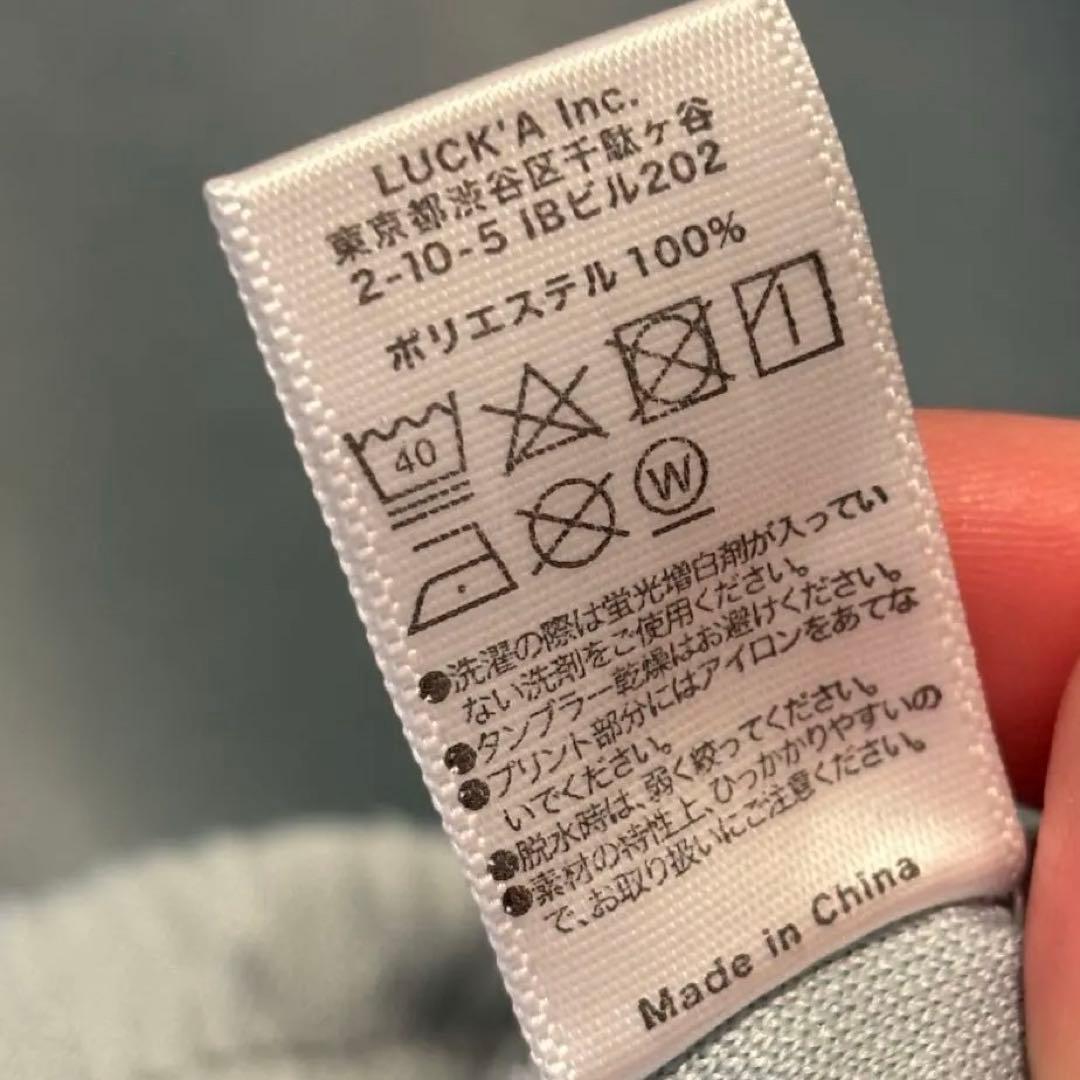 LUCK'A Inc.
東京都渋谷区千駄ヶ谷
2-10-5 IBビル202
ポリエステル100%
40
W
●洗濯の際は蛍光増白剤が入ってい
ない洗剤をご使用ください。
●タンブラー乾燥はお避けください。
●プリント部分にはアイロンをあてな
いでください。
●脱水時は、弱く絞ってください。
●素材の特性上、ひっかかりやすいの
で、お取り扱いにご注意ください。
Made in China